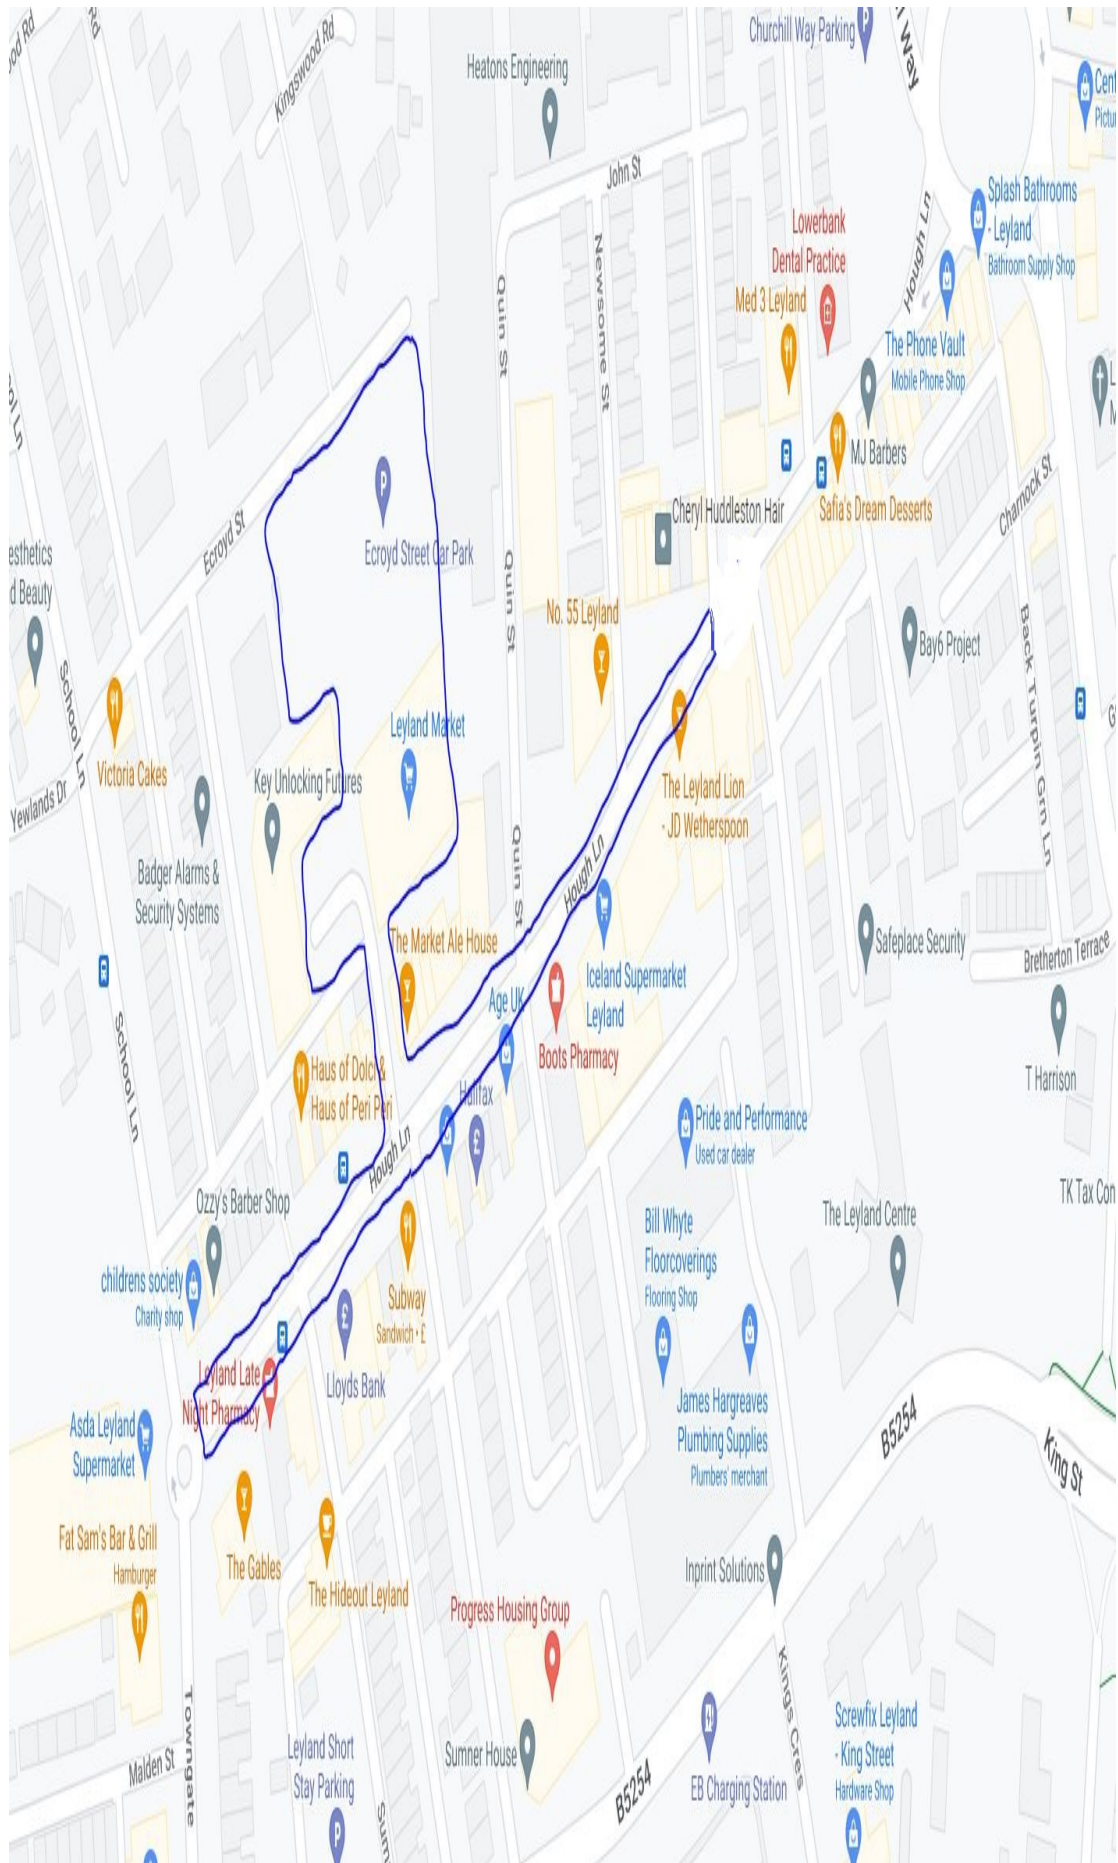 Churchill Way Parking
Way
Kingswood Rd
Rd
Heatons Engineering
Cent
Pictu
John St
Splash Bathrooms
- Leyland
Bathroom Supply Shop
Hough Ln
Lowerbank
Dental Practice
Med 3 Leyland
Newsome St
Quin St
The Phone Vault
Mobile Phone Shop
MJ Barbers
Safia's Dream Desserts
Cheryl Huddleston Hair
Charnock St
Ecroyd St
Ecroyd Street Car Park
esthetics
d Beauty
Quin St
No. 55 Leyland
Bay6 Project
Back Turpin Grn Ln
School Ln
Victoria Cakes
Yewlands Dr
Leyland Market
Key Unlocking Futures
The Leyland Lion
- JD Wetherspoon
Badger Alarms &
Security Systems
Quin St
Hough Ln
The Market Ale House
Safeplace Security
Bretherton Terrace
Iceland Supermarket
Leyland
Age UK
Boots Pharmacy
School Ln
Haus of Dolci &
Haus of Peri Peri
Halifax
T Harrison
Pride and Performance
Used car dealer
Hough Ln
Ozzy's Barber Shop
TK Tax Con
The Leyland Centre
Bill Whyte
Floorcoverings
Flooring Shop
childrens society
Charity shop
Subway
Sandwich • £
Lloyds Bank
Leyland Late
Night Pharmacy
James Hargreaves
Plumbing Supplies
Plumbers' merchant
B5254
King St
Asda Leyland
Supermarket
Fat Sam's Bar & Grill
Hamburger
The Gables
The Hideout Leyland
Inprint Solutions
Progress Housing Group
Kings Cres
Towngate
Screwfix Leyland
- King Street
Hardware Shop
Leyland Short
Stay Parking
Sumner House
Malden St
EB Charging Station
B5254
Sum